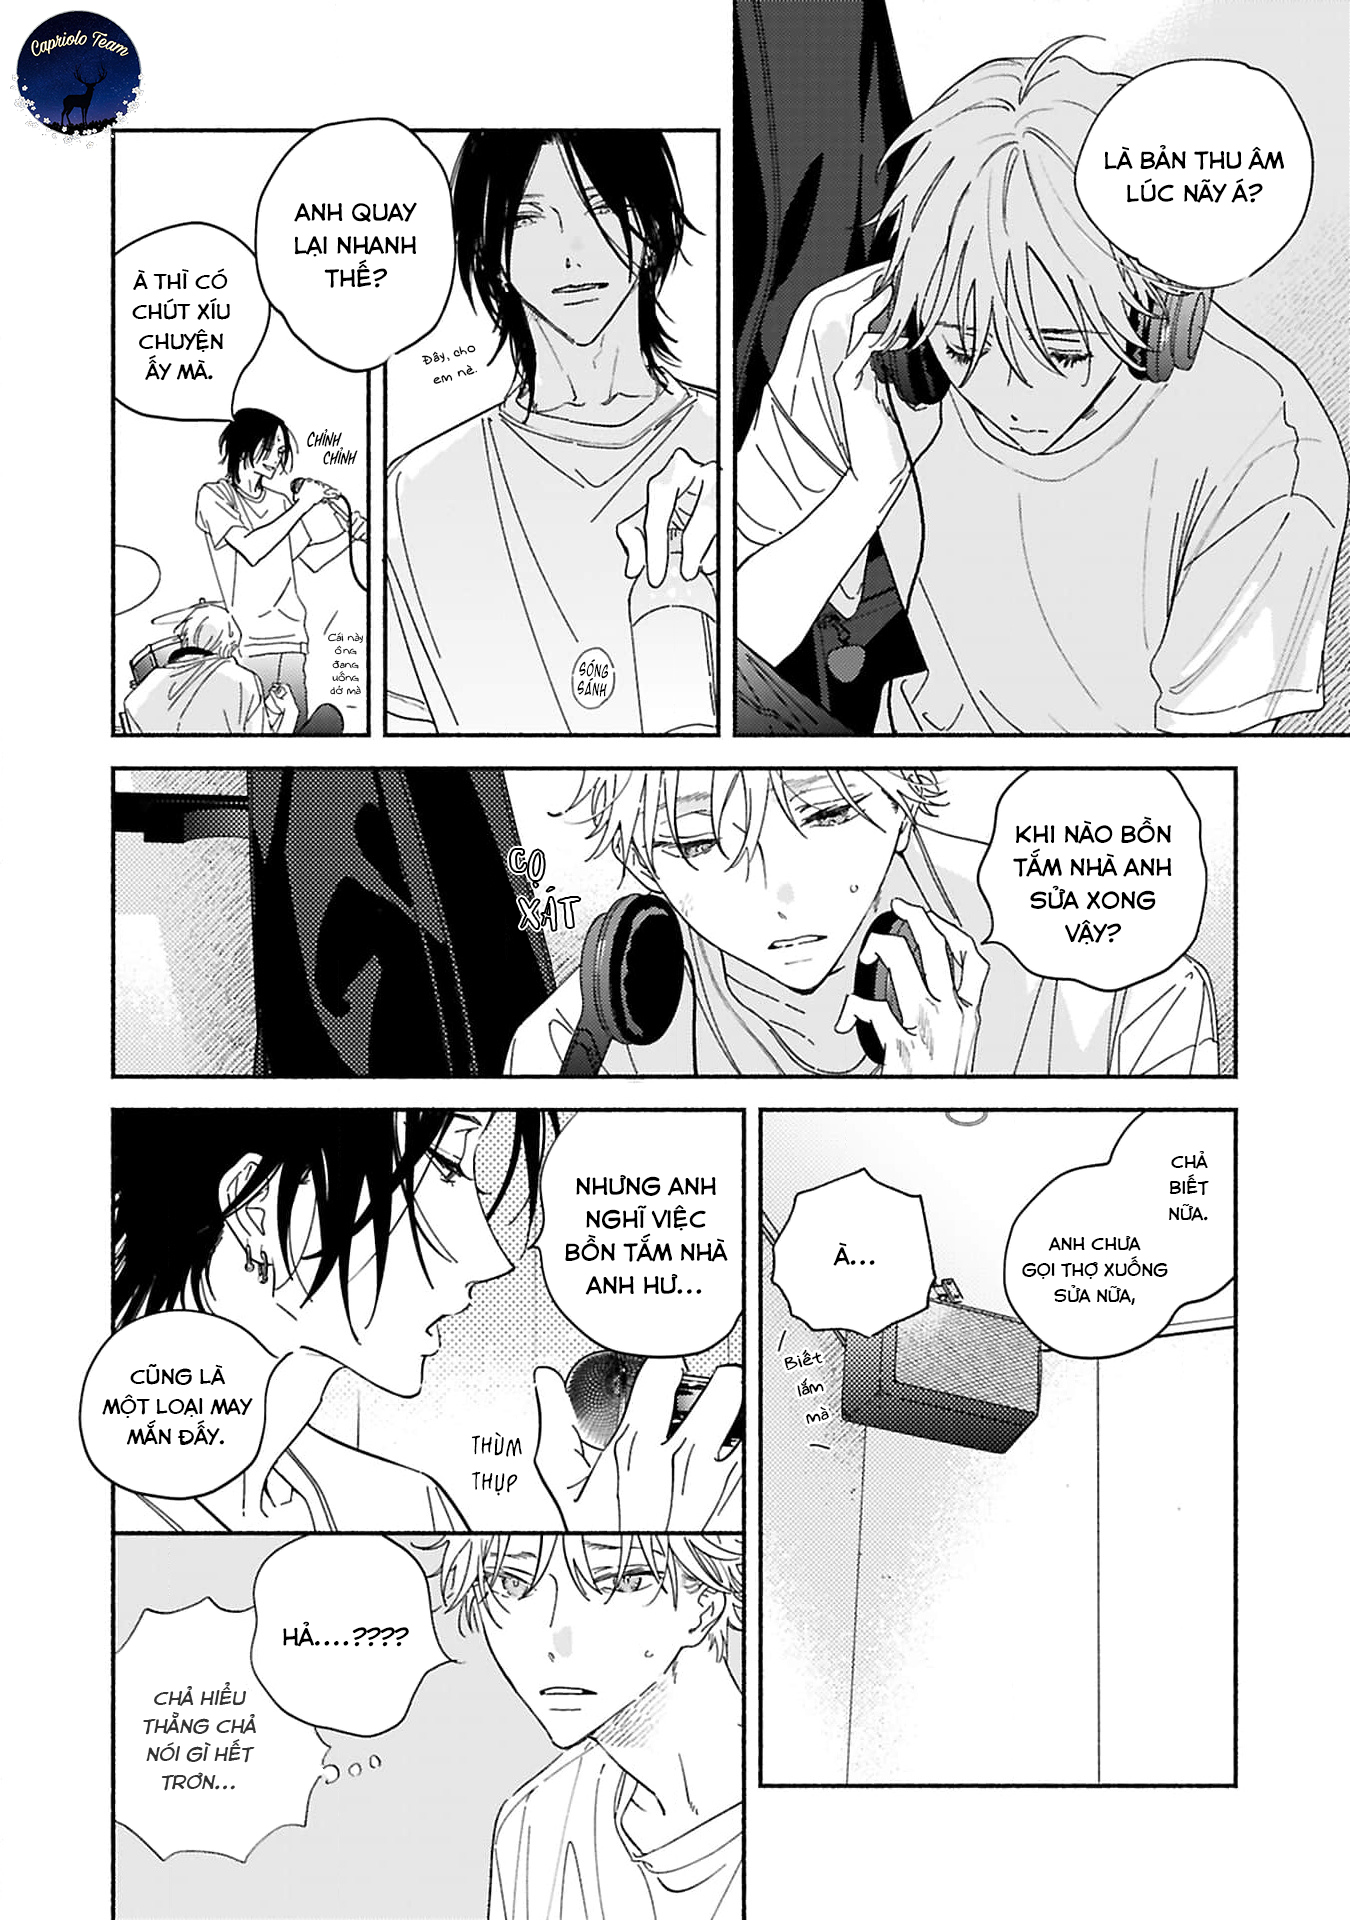 Capriolo Team
LÀ BẢN THU ÂM
LÚC NÃY Á?
ANH QUAY
LẠI NHANH
THẾ?
Đây, cho
em nè.
SÓNG
SÁNH
À THÌ CÓ
CHÚT XÍU
CHUYỆN
ẤY MÀ.
CHỈNH
CHỈNH
Cái này
ông
đang
uống
dở mà
KHI NÀO BỒN
TẮM NHÀ ANH
SỬA XONG
VẬY?
CỌ
XÁT
CHẢ
BIẾT
NỮA.
ANH CHƯA
GỌI THỢ XUỐNG
SỬA NỮA,
À...
Biết
lắm
mà
NHƯNG ANH
NGHĨ VIỆC
BỒN TẮM NHÀ
ANH HƯ...
CŨNG LÀ
MỘT LOẠI MAY
MẮN ĐẤY.
THÙM
THỤP
HẢ....????
CHẢ HIỂU
THẰNG CHẢ
NÓI GÌ HẾT
TRƠN...